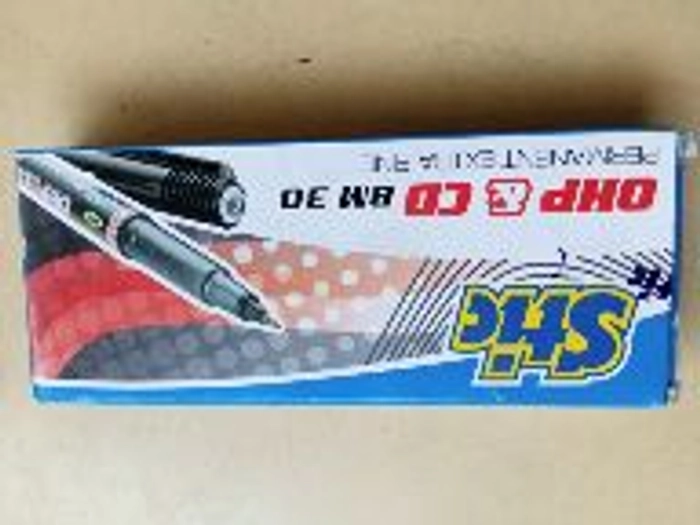 Stic
OHP & CD BM 30
PERMANENT EXTRA FINE